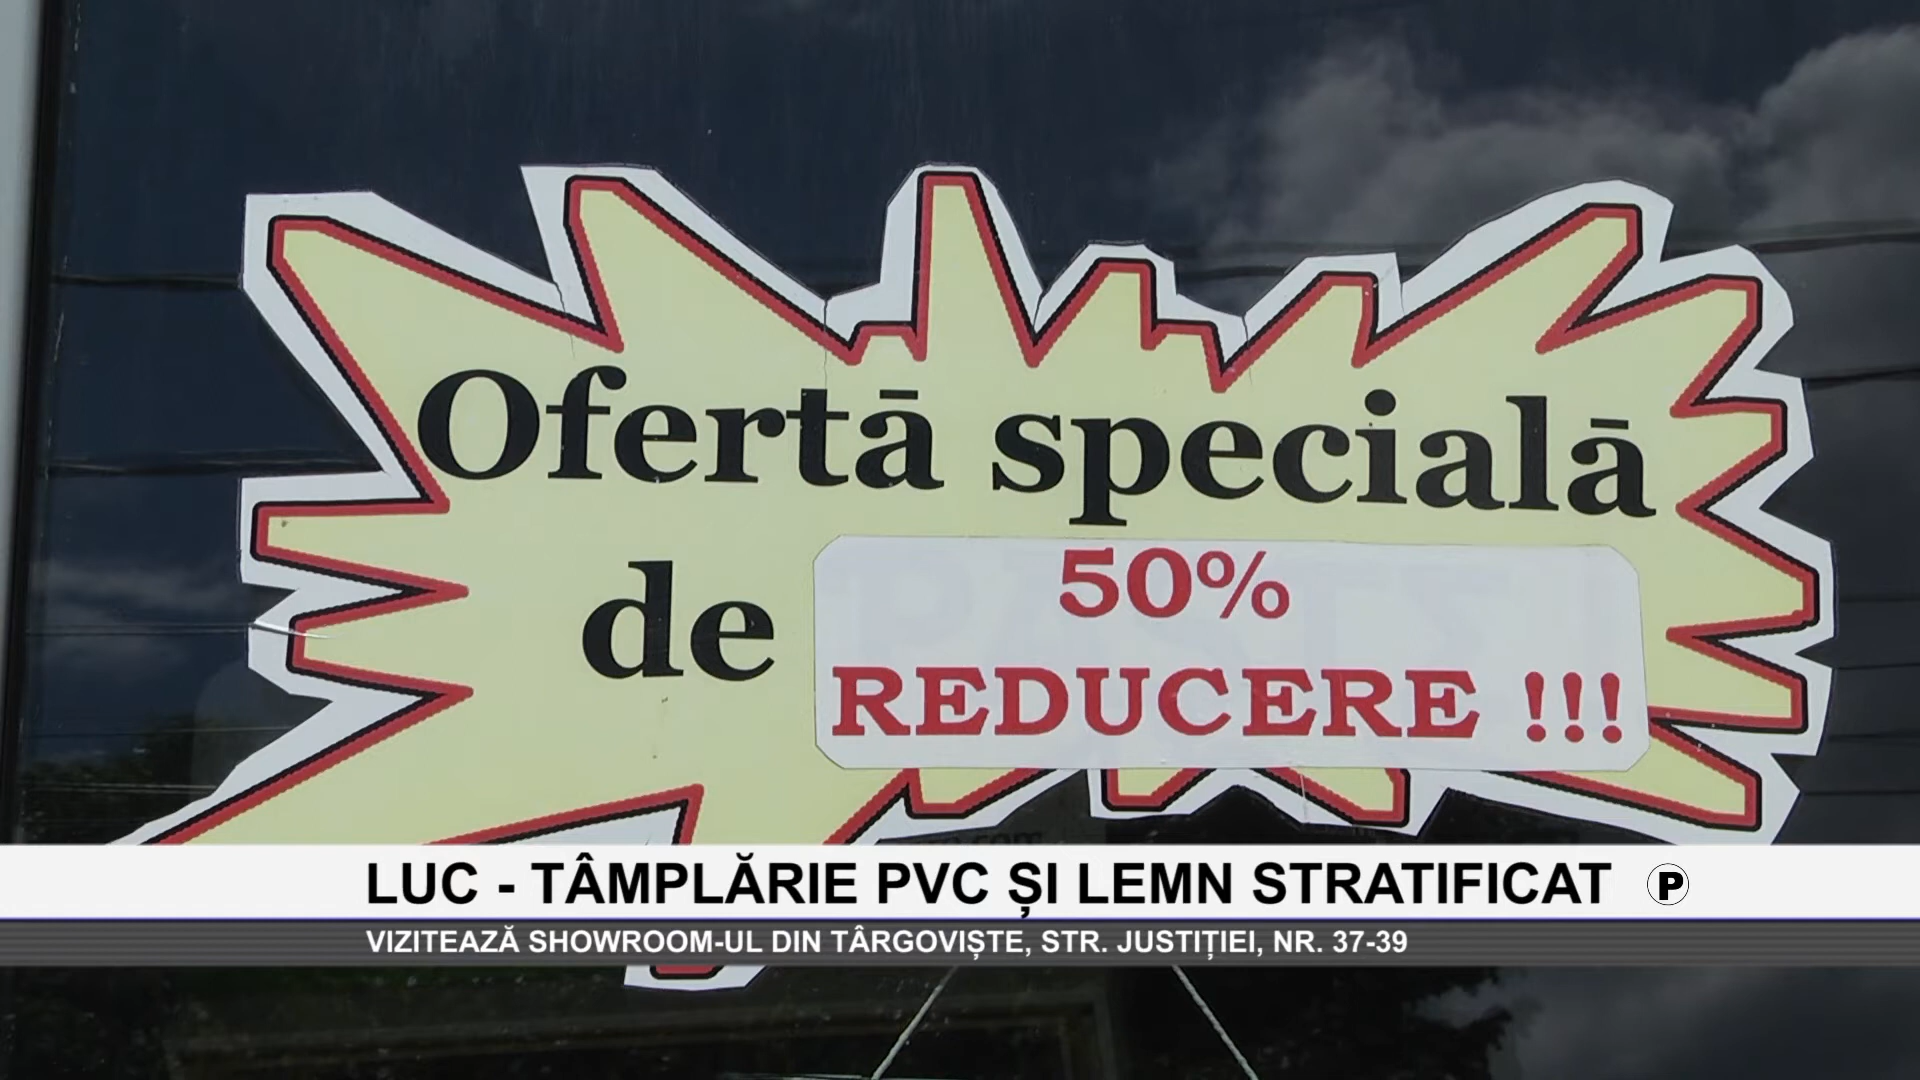 Ofertā specialā
de 50%
REDUCERE !!!
LUC - TÂMPLĂRIE PVC ȘI LEMN STRATIFICAT P
VIZITEAZĂ SHOWROOM-UL DIN TÂRGOVIȘTE, STR. JUSTIȚIEI, NR. 37-39